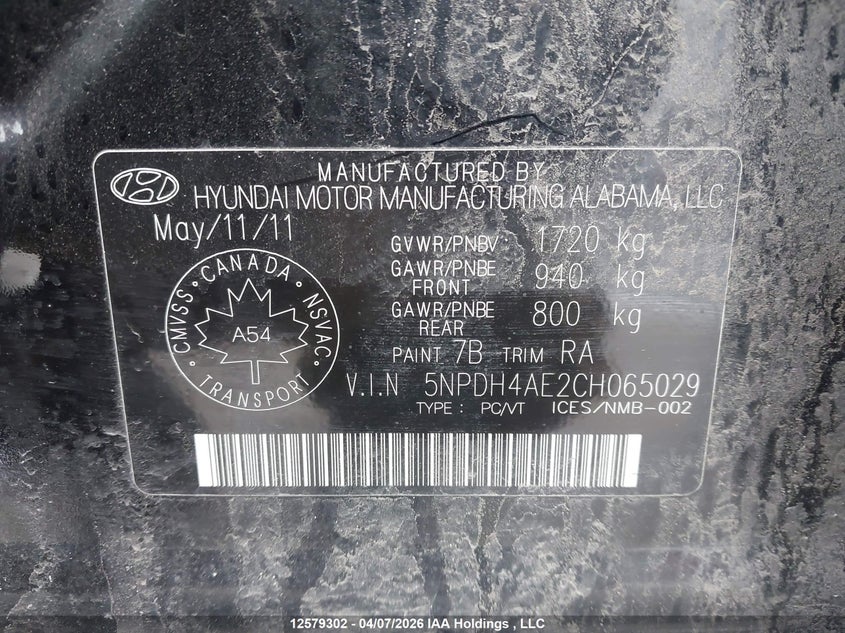 MANUFACTURED BY
HYUNDAI MOTOR MANUFACTURING ALABAMA, LLC
May/11/11
GVWR/PNBV: 1720 kg
GAWR/PNBE FRONT 940 kg
GAWR/PNBE REAR 800 kg
CMVSS · CANADA · NSVAC · TRANSPORT
A54
PAINT 7B TRIM RA
V.I.N 5NPDH4AE2CH065029
TYPE: PC/VT ICES/NMB-002
12579302 - 04/07/2026 IAA Holdings , LLC